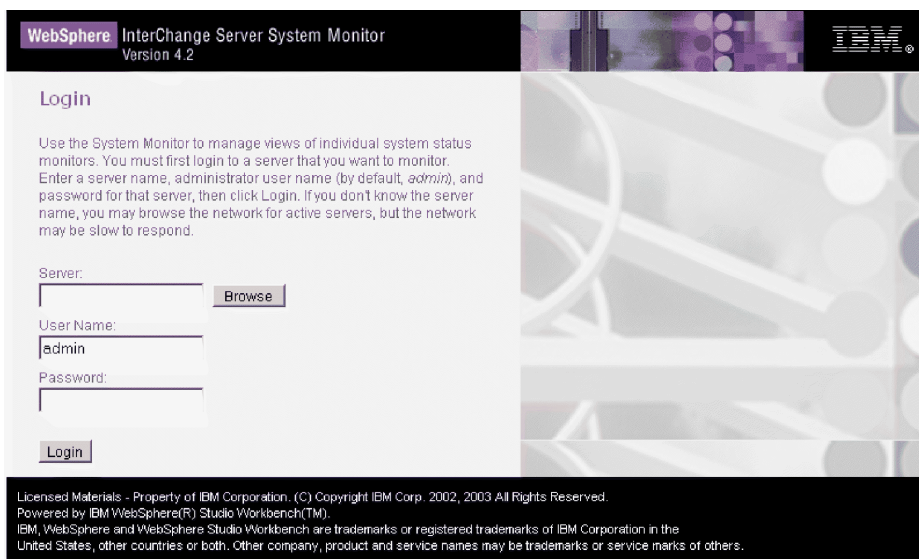 WebSphere InterChange Server System Monitor
Version 4.2
IBM®
Login
Use the System Monitor to manage views of individual system status
monitors. You must first login to a server that you want to monitor.
Enter a server name, administrator user name (by default, admin), and
password for that server, then click Login. If you don't know the server
name, you may browse the network for active servers, but the network
may be slow to respond.
Server:
Browse
User Name:
admin
Password:
Login
Licensed Materials - Property of IBM Corporation. (C) Copyright IBM Corp. 2002, 2003 All Rights Reserved.
Powered by IBM WebSphere(R) Studio Workbench(TM).
IBM, WebSphere and WebSphere Studio Workbench are trademarks or registered trademarks of IBM Corporation in the
United States, other countries or both. Other company, product and service names may be trademarks or service marks of others.